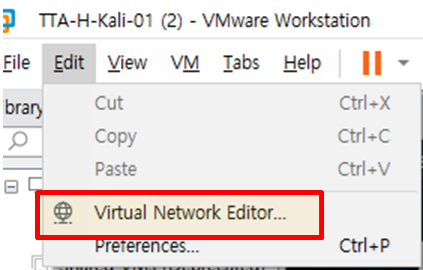 TTA-H-Kali-01 (2) - VMware Workstation
File Edit View VM Tabs Help
Cut Ctrl+X
Copy Ctrl+C
Paste Ctrl+V
Virtual Network Editor...
Preferences... Ctrl+P